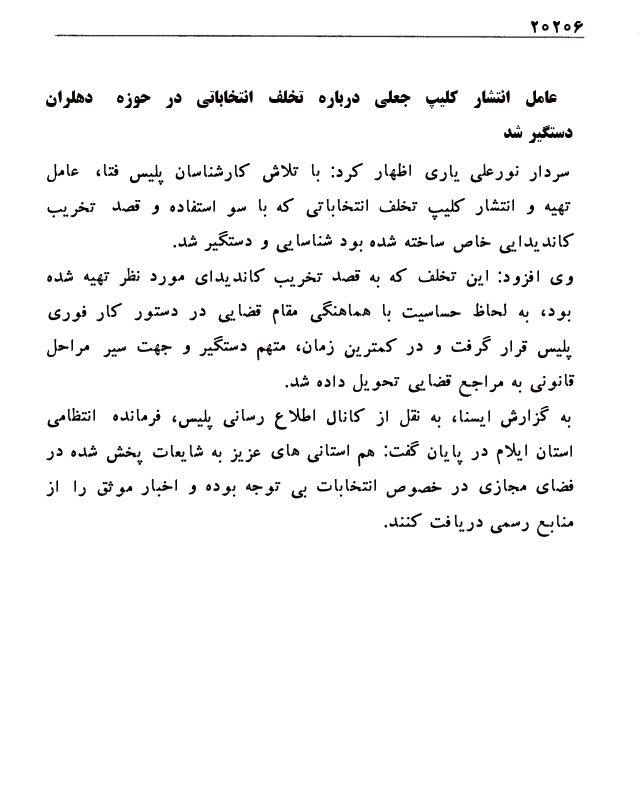 ۲۰۲۰۶
عامل انتشار کلیپ جعلی درباره تخلف انتخاباتی در حوزه دهلران
دستگیر شد
سردار نورعلی یاری اظهار کرد: با تلاش کارشناسان پلیس فتا، عامل
تهیه و انتشار کلیپ تخلف انتخاباتی که با سو استفاده و قصد تخریب
کاندیدایی خاص ساخته شده بود شناسایی و دستگیر شد.
وی افزود: این تخلف که به قصد تخریب کاندیدای مورد نظر تهیه شده
بود، به لحاظ حساسیت با هماهنگی مقام قضایی در دستور کار فوری
پلیس قرار گرفت و در کمترین زمان، متهم دستگیر و جهت سیر مراحل
قانونی به مراجع قضایی تحویل داده شد.
به گزارش ایسنا، به نقل از کانال اطلاع رسانی پلیس، فرمانده انتظامی
استان ایلام در پایان گفت: هم استانی های عزیز به شایعات پخش شده در
فضای مجازی در خصوص انتخابات بی توجه بوده و اخبار موثق را از
منابع رسمی دریافت کنند.